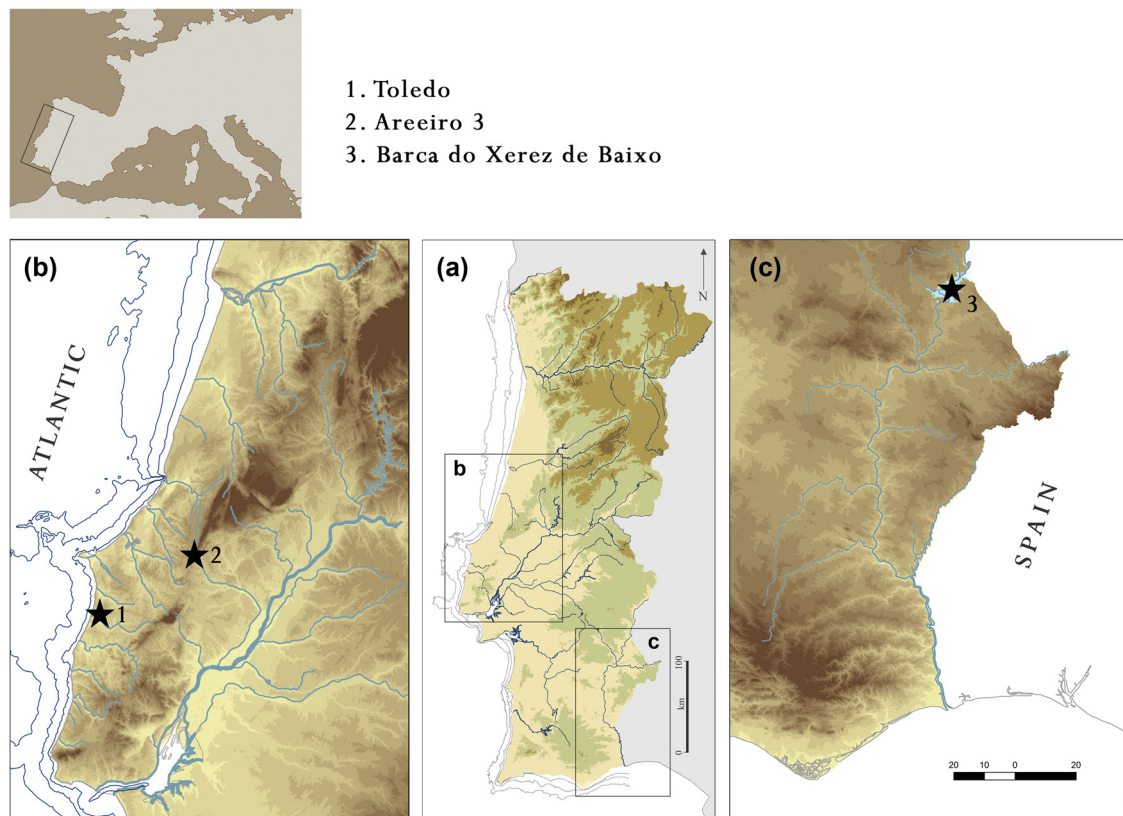 1. Toledo
2. Areeiro 3
3. Barca do Xerez de Baixo
(b)
ATLANTIC
2
1
(a)
N
b
c
100
km
0
(c)
3
SPAIN
20 10 0 20